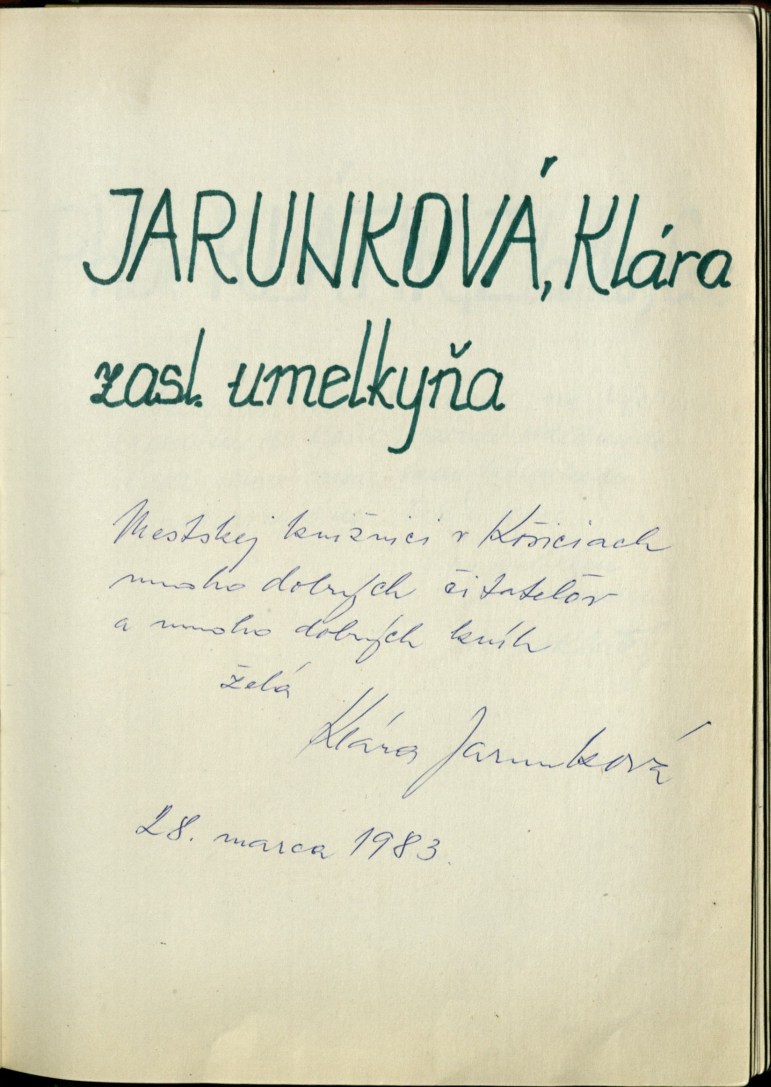 JARUNKOVÁ, Klára
zasl. umelkyňa
Mestskej knižnici v Košiciach
mnoho dobrých čitateľov
a mnoho dobrých kníh
želá
Klára Jarunková
28. marca 1983.